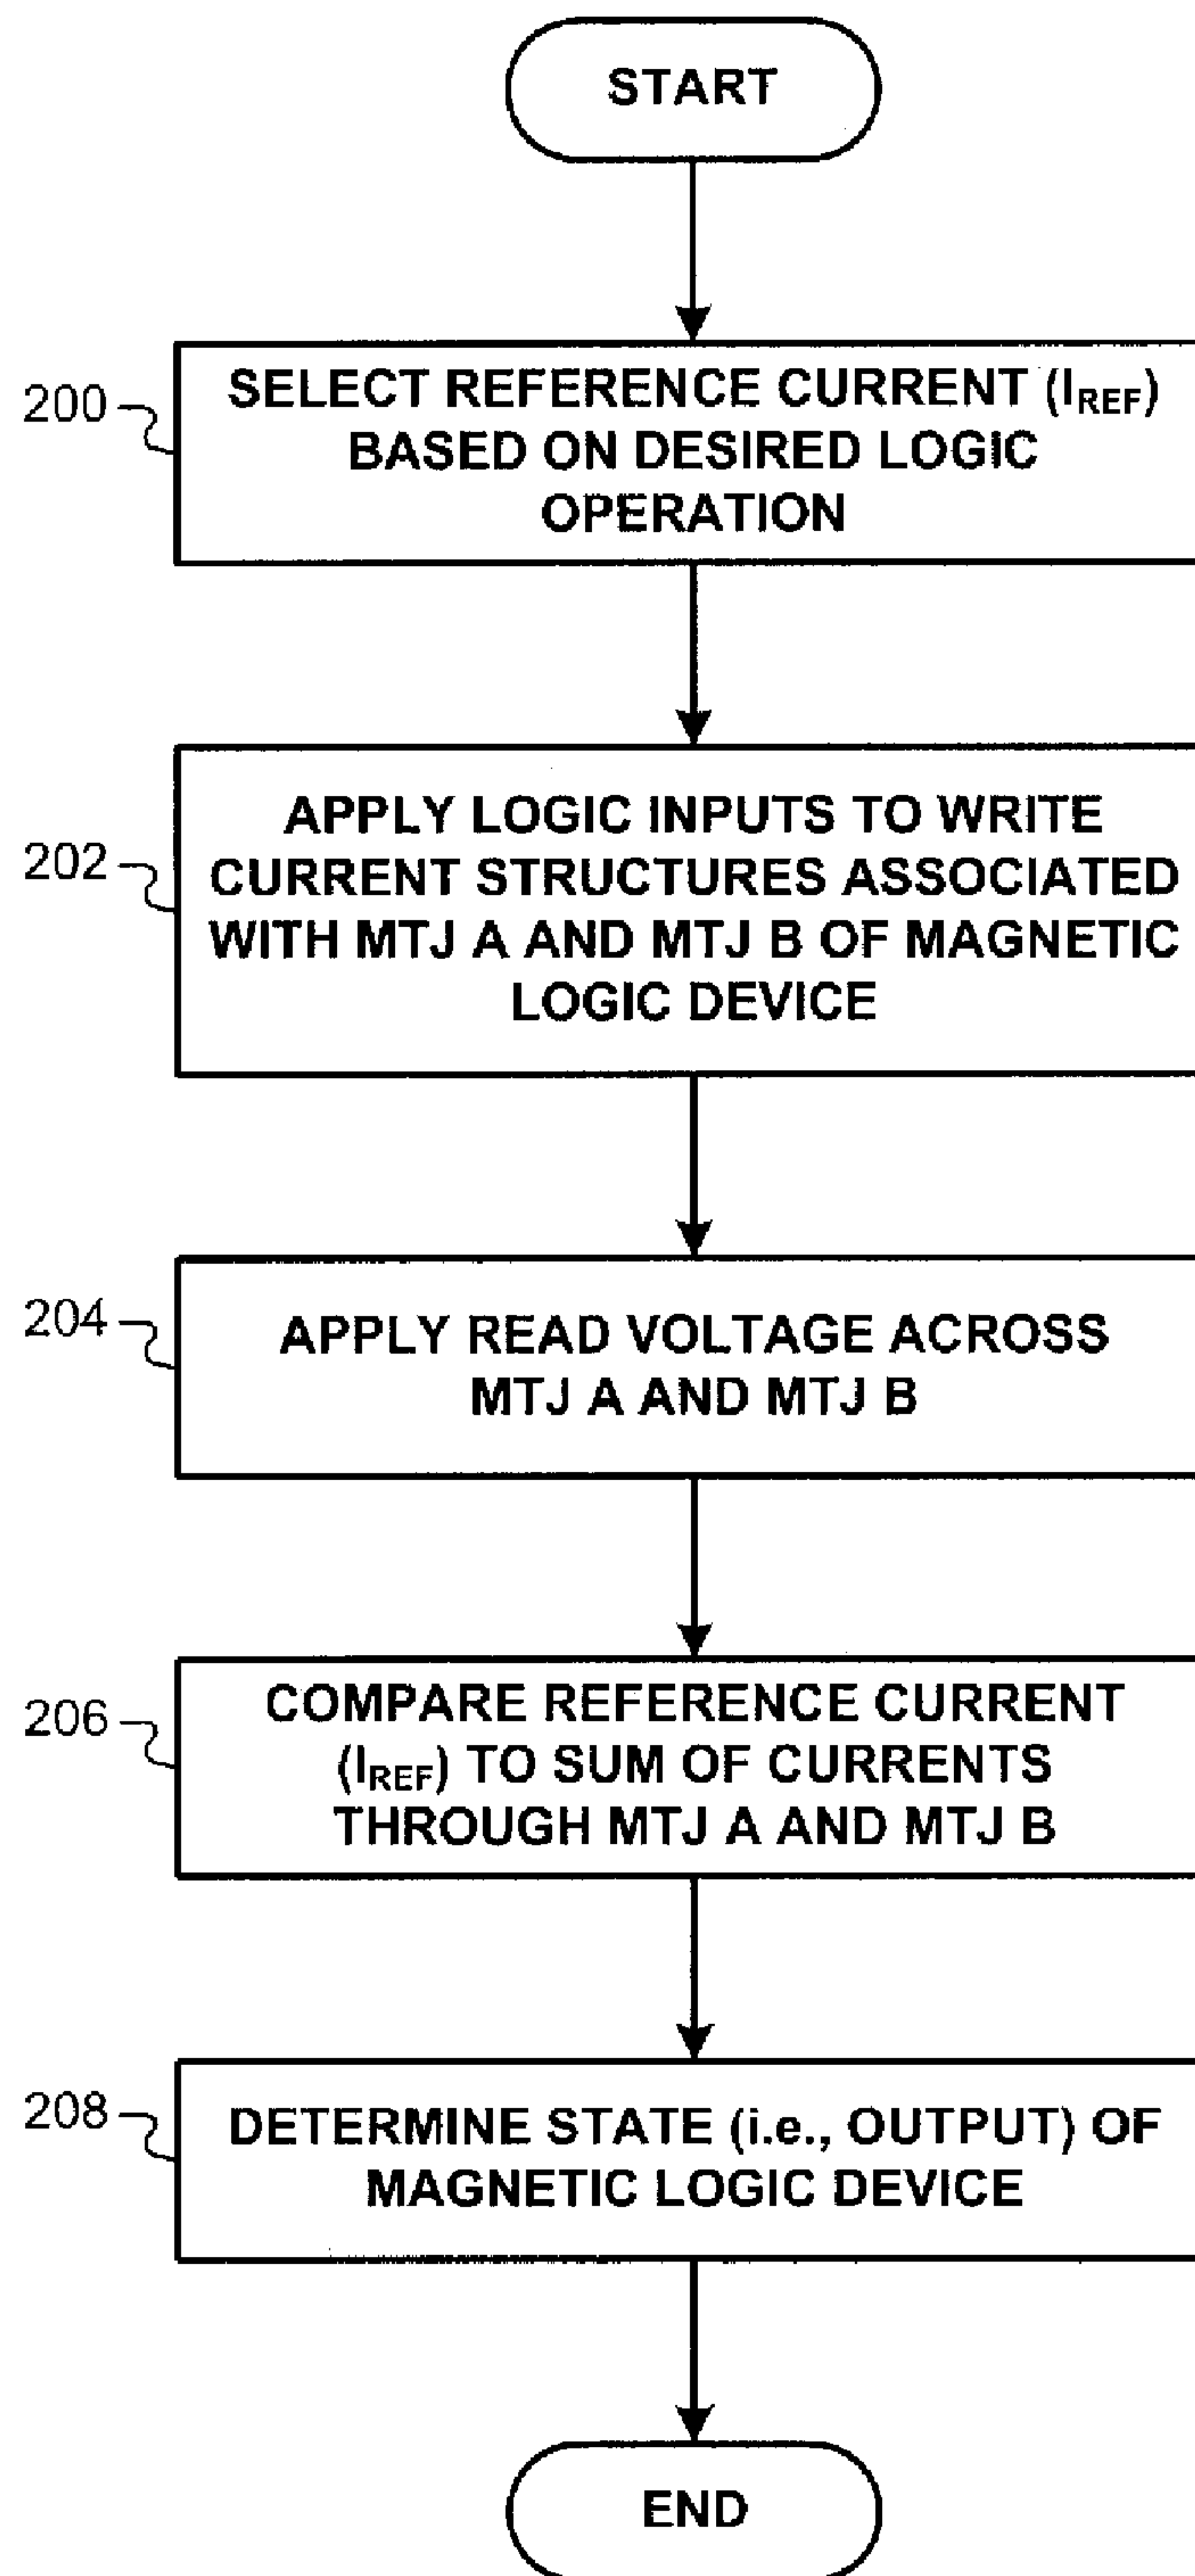 START
200
SELECT REFERENCE CURRENT (IREF)
BASED ON DESIRED LOGIC
OPERATION
202
APPLY LOGIC INPUTS TO WRITE
CURRENT STRUCTURES ASSOCIATED
WITH MTJ A AND MTJ B OF MAGNETIC
LOGIC DEVICE
204
APPLY READ VOLTAGE ACROSS
MTJ A AND MTJ B
206
COMPARE REFERENCE CURRENT
(IREF) TO SUM OF CURRENTS
THROUGH MTJ A AND MTJ B
208
DETERMINE STATE (i.e., OUTPUT) OF
MAGNETIC LOGIC DEVICE
END